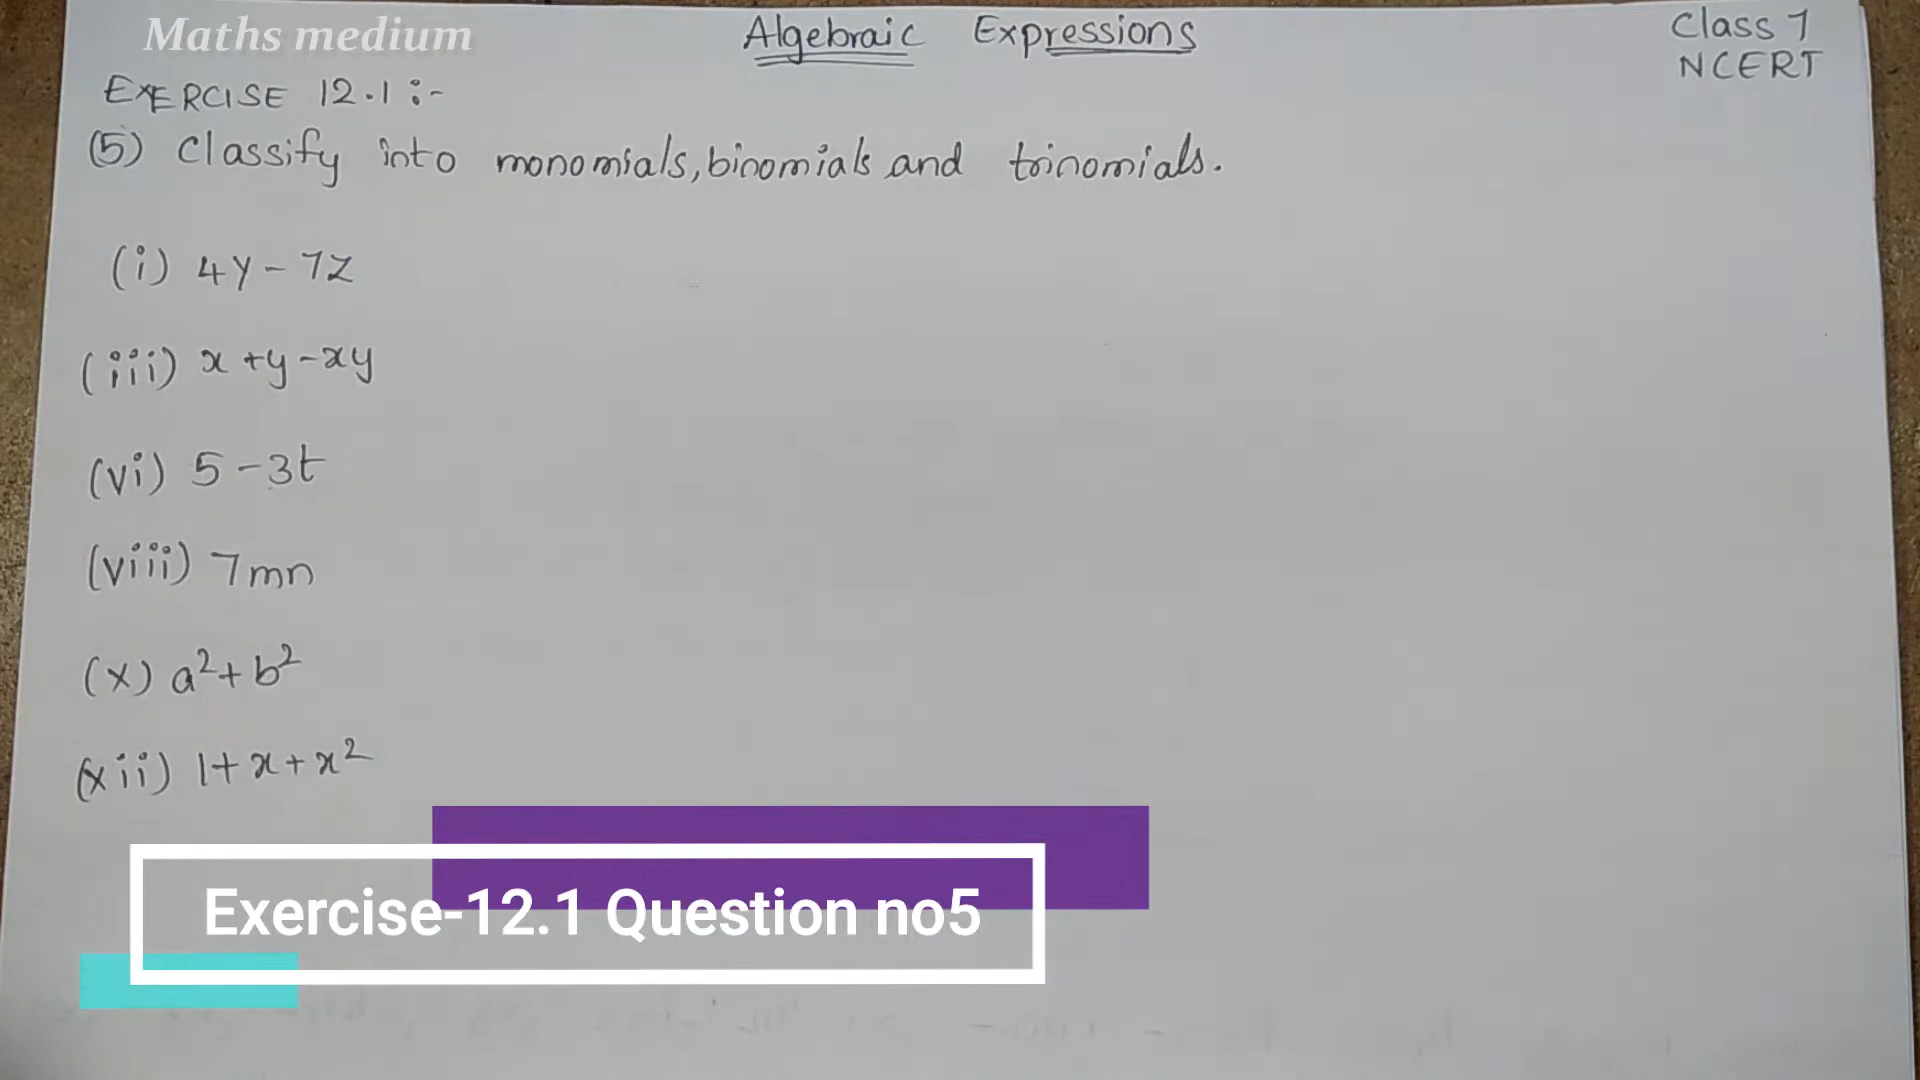 Maths medium
Algebraic Expressions
Class 7
NCERT
EXERCISE 12.1 :-
(5) Classify into monomials, binomials and trinomials.
(i) 4y - 7z
(iii) x + y - xy
(vi) 5 - 3t
(viii) 7mn
(x) a² + b²
(xii) 1 + x + x²
Exercise-12.1 Question no5